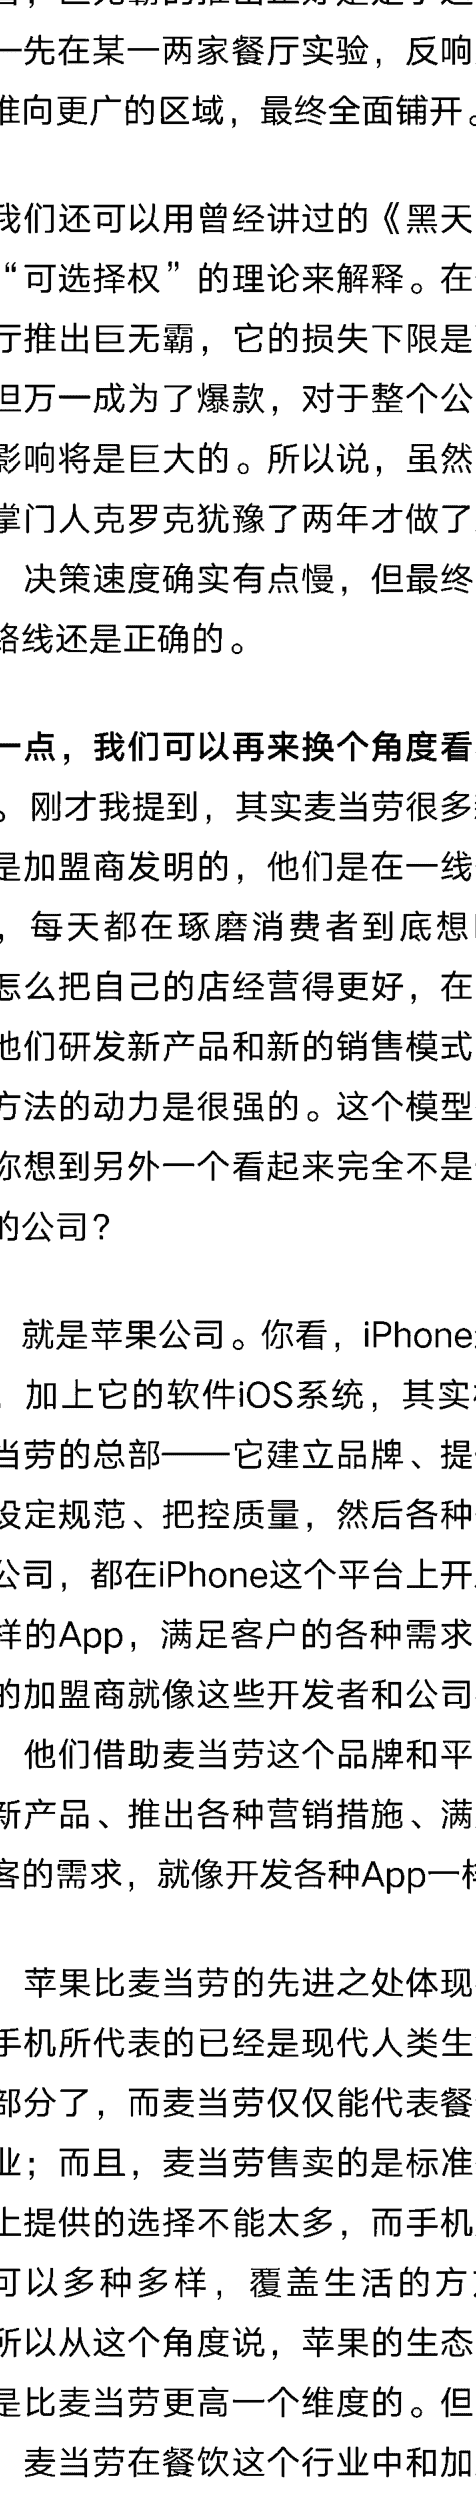 一先在某一两家餐厅实验，反响
推向更广的区域，最终全面铺开。
我们还可以用曾经讲过的《黑天
“可选择权”的理论来解释。在
厅推出巨无霸，它的损失下限是
但万一成为了爆款，对于整个公
影响将是巨大的。所以说，虽然
掌门人克罗克犹豫了两年才做了
决策速度确实有点慢，但最终
路线还是正确的。
一点，我们可以再来换个角度看
。刚才我提到，其实麦当劳很多
是加盟商发明的，他们是在一线
，每天都在琢磨消费者到底想
怎么把自己的店经营得更好，在
他们研发新产品和新的销售模式
方法的动力是很强的。这个模型
你想到另外一个看起来完全不是
的公司？
就是苹果公司。你看，iPhone
加上它的软件iOS系统，其实
当劳的总部——它建立品牌、提
设定规范、把控质量，然后各种
公司，都在iPhone这个平台上开
样的App，满足客户的各种需求
的加盟商就像这些开发者和公司
他们借助麦当劳这个品牌和平
新产品、推出各种营销措施、满
客的需求，就像开发各种App一样
苹果比麦当劳的先进之处体现
手机所代表的已经是现代人类生
部分了，而麦当劳仅仅能代表餐
业；而且，麦当劳售卖的是标准
上提供的选择不能太多，而手机
可以多种多样，覆盖生活的方
所以从这个角度说，苹果的生态
是比麦当劳更高一个维度的。但
麦当劳在餐饮这个行业中和加